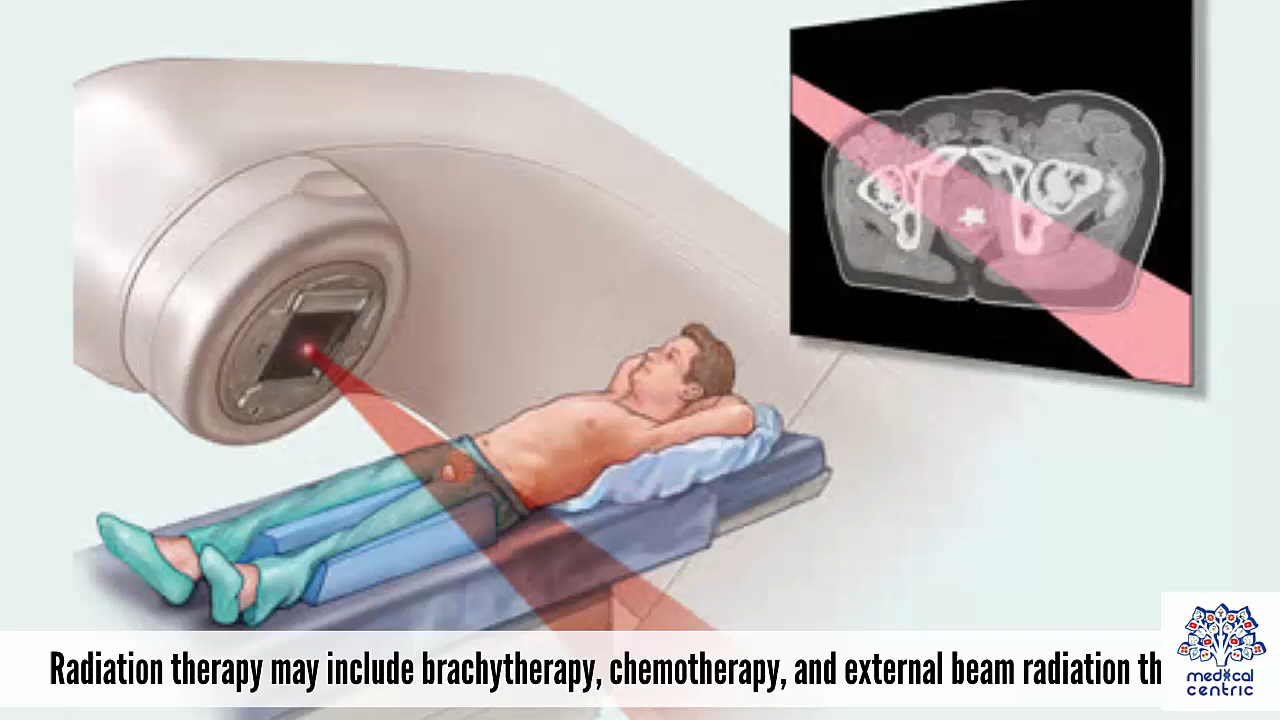 Radiation therapy may include brachytherapy, chemotherapy, and external beam radiation th
medical
centric